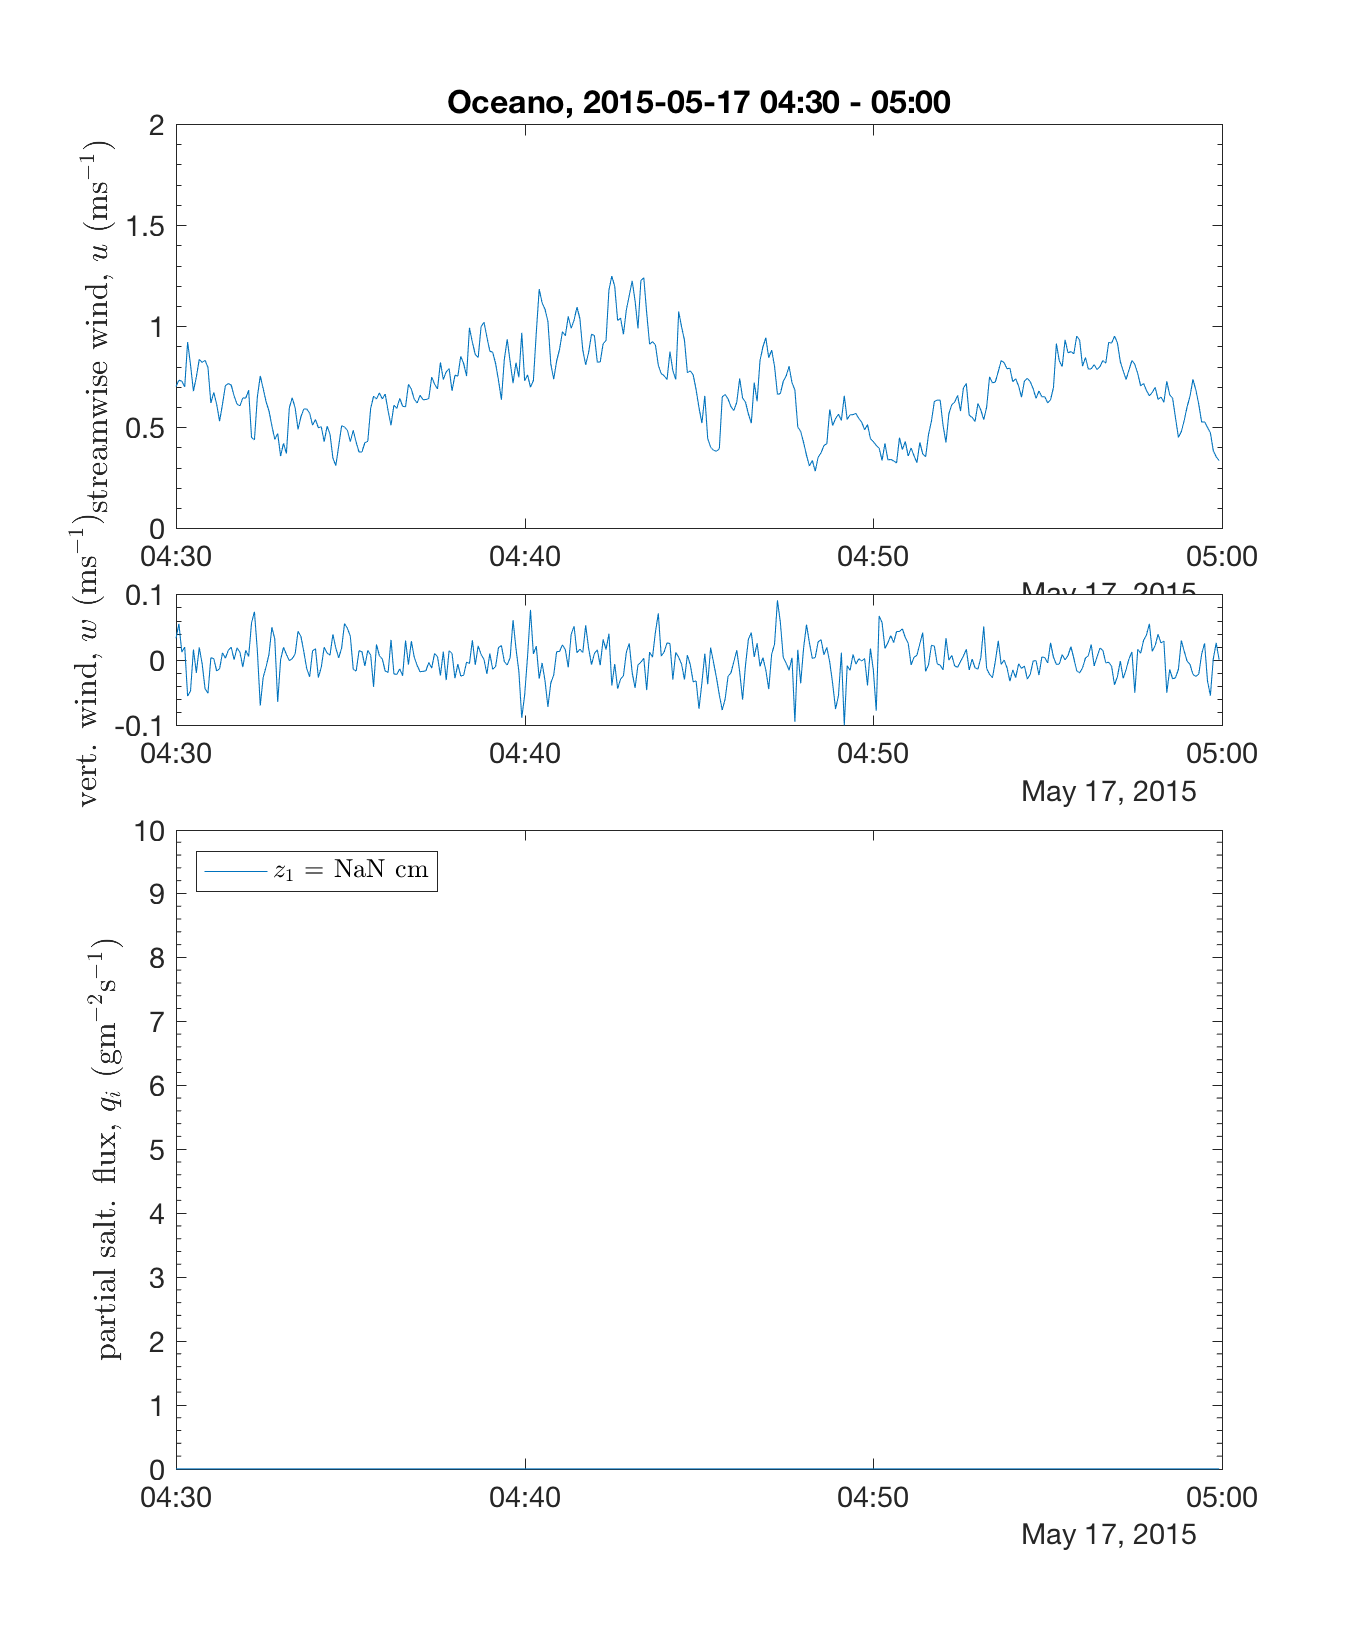 Oceano, 2015-05-17 04:30 - 05:00
streamwise wind, u (ms⁻¹)
2
1.5
1
0.5
0
04:30 04:40 04:50 05:00
May 17, 2015
vert. wind, w (ms⁻¹)
0.1
0
-0.1
04:30 04:40 04:50 05:00
May 17, 2015
partial salt. flux, qᵢ (gm⁻²s⁻¹)
10
z₁ = NaN cm
9
8
7
6
5
4
3
2
1
0
04:30 04:40 04:50 05:00
May 17, 2015